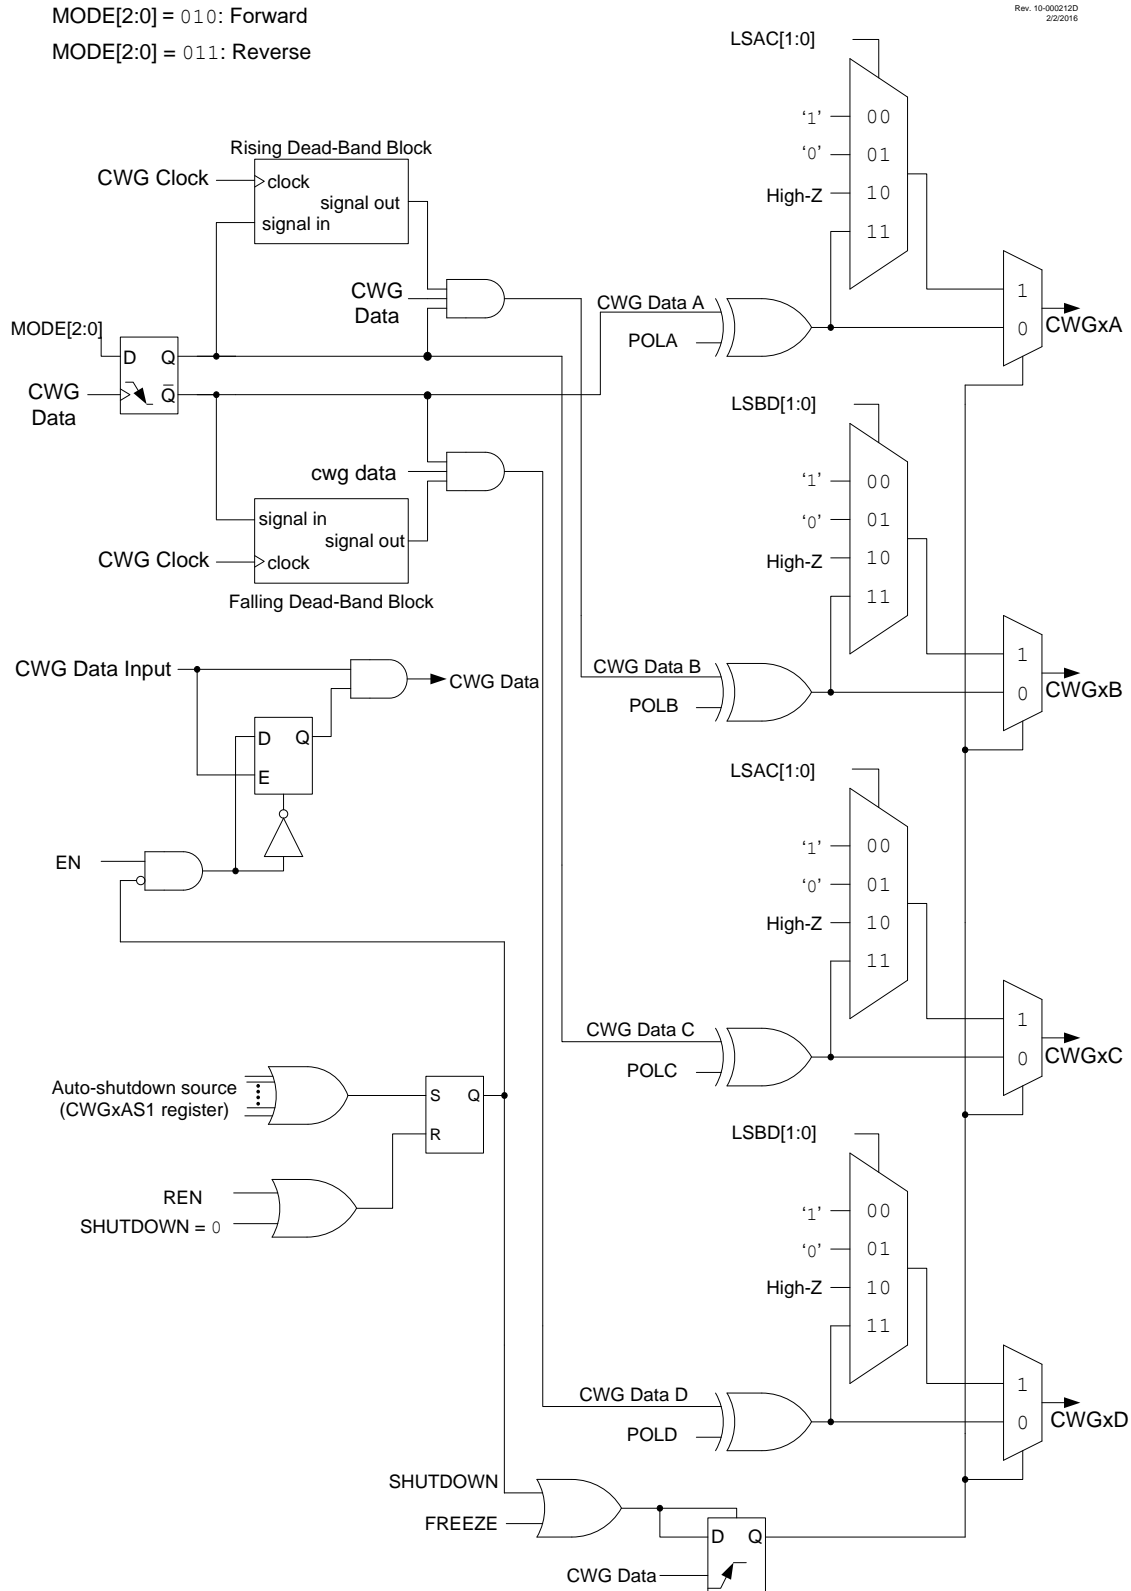 MODE[2:0] = 010: Forward
Rev. 10-000212D
2/2/2016
MODE[2:0] = 011: Reverse
LSAC[1:0]
'1' 00
'0' 01
High-Z 10
11
Rising Dead-Band Block
CWG Clock
clock
signal out
signal in
CWG
Data
MODE[2:0]
D Q
CWG
Data
Q̅
CWG Data A
POLA
1
0
CWGxA
cwg data
signal in
signal out
CWG Clock
clock
Falling Dead-Band Block
LSBD[1:0]
'1' 00
'0' 01
High-Z 10
11
CWG Data B
POLB
1
0
CWGxB
CWG Data Input
CWG Data
D Q
E
EN
LSAC[1:0]
'1' 00
'0' 01
High-Z 10
11
CWG Data C
POLC
1
0
CWGxC
Auto-shutdown source
(CWGxAS1 register)
S Q
R
REN
SHUTDOWN = 0
LSBD[1:0]
'1' 00
'0' 01
High-Z 10
11
CWG Data D
POLD
1
0
CWGxD
SHUTDOWN
FREEZE
D Q
CWG Data